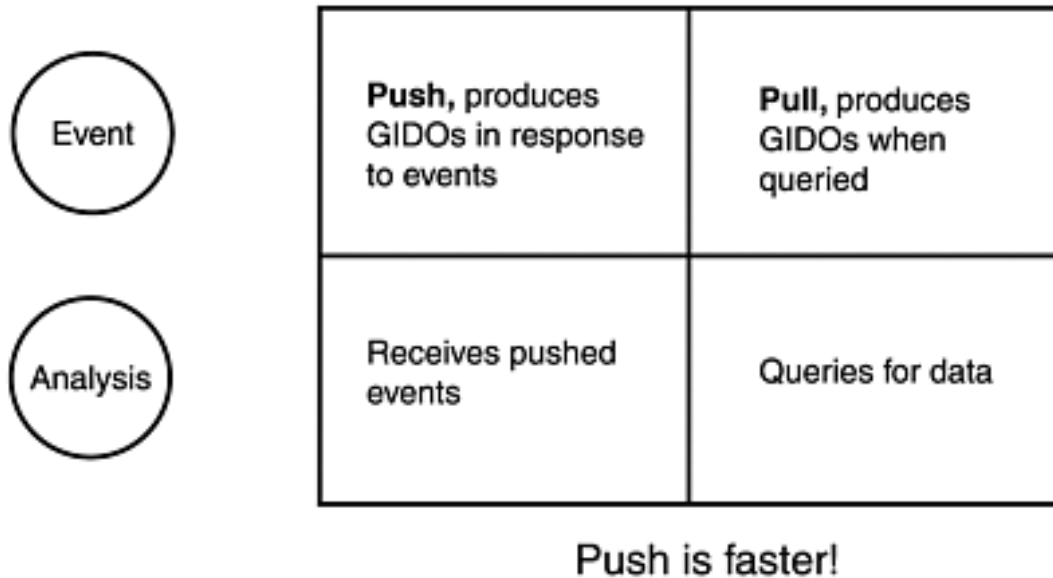 Event
Push, produces
GIDOs in response
to events
Pull, produces
GIDOs when
queried
Analysis
Receives pushed
events
Queries for data
Push is faster!